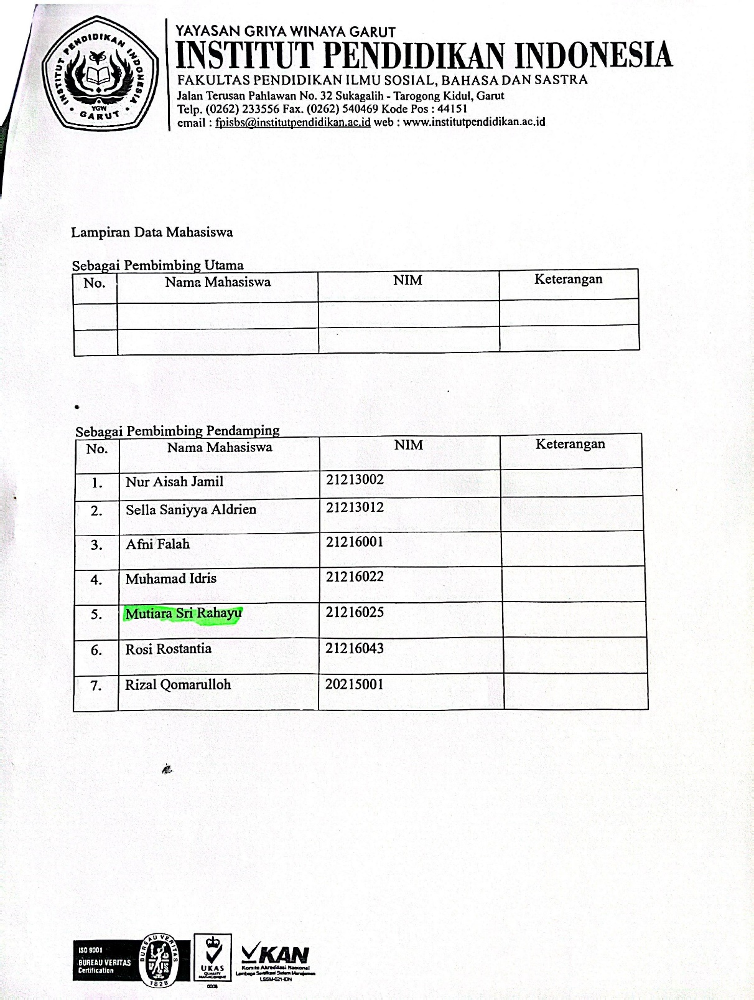 INSTITUT PENDIDIKAN INDONESIA
YGW
GARUT
YAYASAN GRIYA WINAYA GARUT
INSTITUT PENDIDIKAN INDONESIA
FAKULTAS PENDIDIKAN ILMU SOSIAL, BAHASA DAN SASTRA
Jalan Terusan Pahlawan No. 32 Sukagalih - Tarogong Kidul, Garut
Telp. (0262) 233556 Fax. (0262) 540469 Kode Pos : 44151
email : fpisbs@institutpendidikan.ac.id web : www.institutpendidikan.ac.id
Lampiran Data Mahasiswa
Sebagai Pembimbing Utama
No. Nama Mahasiswa NIM Keterangan
Sebagai Pembimbing Pendamping
No. Nama Mahasiswa NIM Keterangan
1. Nur Aisah Jamil 21213002
2. Sella Saniyya Aldrien 21213012
3. Afni Falah 21216001
4. Muhamad Idris 21216022
5. Mutiara Sri Rahayu 21216025
6. Rosi Rostantia 21216043
7. Rizal Qomarulloh 20215001
ISO 9001
BUREAU VERITAS
Certification
BUREAU VERITAS
1828
UKAS
QUALITY
MANAGEMENT
0008
KAN
Komite Akreditasi Nasional
Lembaga Sertifikasi Sistem Manajemen
LSSM-021-IDN